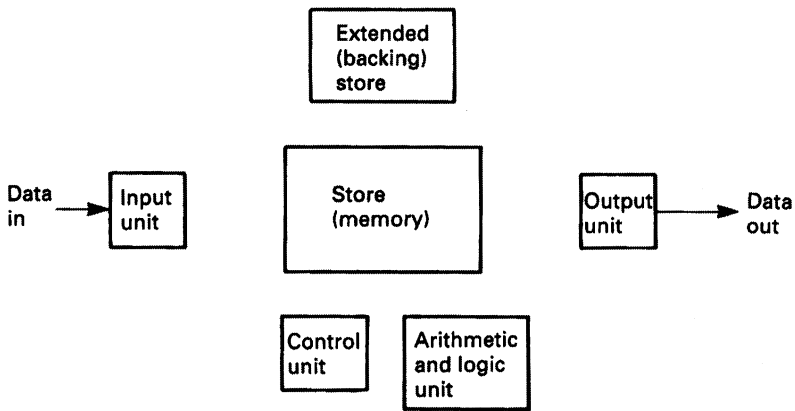 Extended
(backing)
store
Data
in
Input
unit
Store
(memory)
Output
unit
Data
out
Control
unit
Arithmetic
and logic
unit